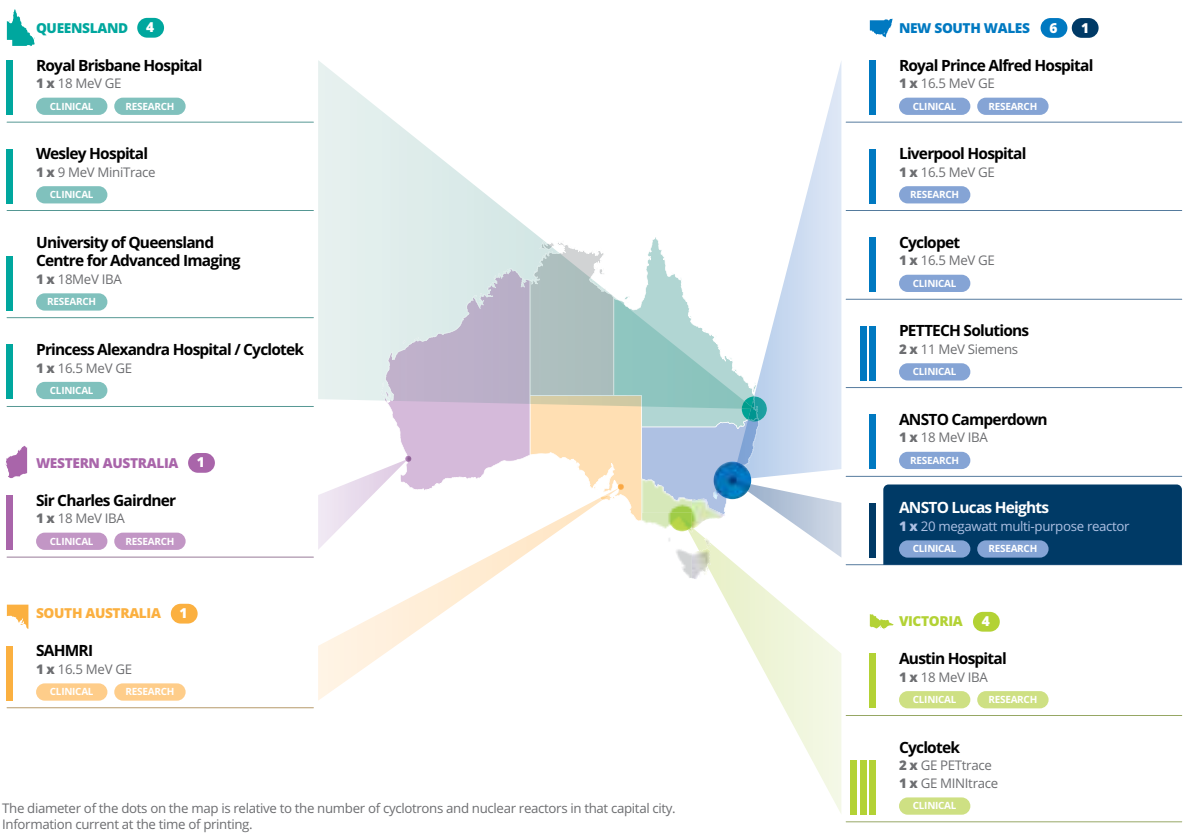 QUEENSLAND 4
Royal Brisbane Hospital
1 x 18 MeV GE
CLINICAL RESEARCH
Wesley Hospital
1 x 9 MeV MiniTrace
CLINICAL
University of Queensland
Centre for Advanced Imaging
1 x 18MeV IBA
RESEARCH
Princess Alexandra Hospital / Cyclotek
1 x 16.5 MeV GE
CLINICAL
WESTERN AUSTRALIA 1
Sir Charles Gairdner
1 x 18 MeV IBA
CLINICAL RESEARCH
SOUTH AUSTRALIA 1
SAHMRI
1 x 16.5 MeV GE
CLINICAL RESEARCH
NEW SOUTH WALES 6 1
Royal Prince Alfred Hospital
1 x 16.5 MeV GE
CLINICAL RESEARCH
Liverpool Hospital
1 x 16.5 MeV GE
RESEARCH
Cyclopet
1 x 16.5 MeV GE
CLINICAL
PETTECH Solutions
2 x 11 MeV Siemens
CLINICAL
ANSTO Camperdown
1 x 18 MeV IBA
RESEARCH
ANSTO Lucas Heights
1 x 20 megawatt multi-purpose reactor
CLINICAL RESEARCH
VICTORIA 4
Austin Hospital
1 x 18 MeV IBA
CLINICAL RESEARCH
Cyclotek
2 x GE PETtrace
1 x GE MINItrace
CLINICAL
The diameter of the dots on the map is relative to the number of cyclotrons and nuclear reactors in that capital city.
Information current at the time of printing.